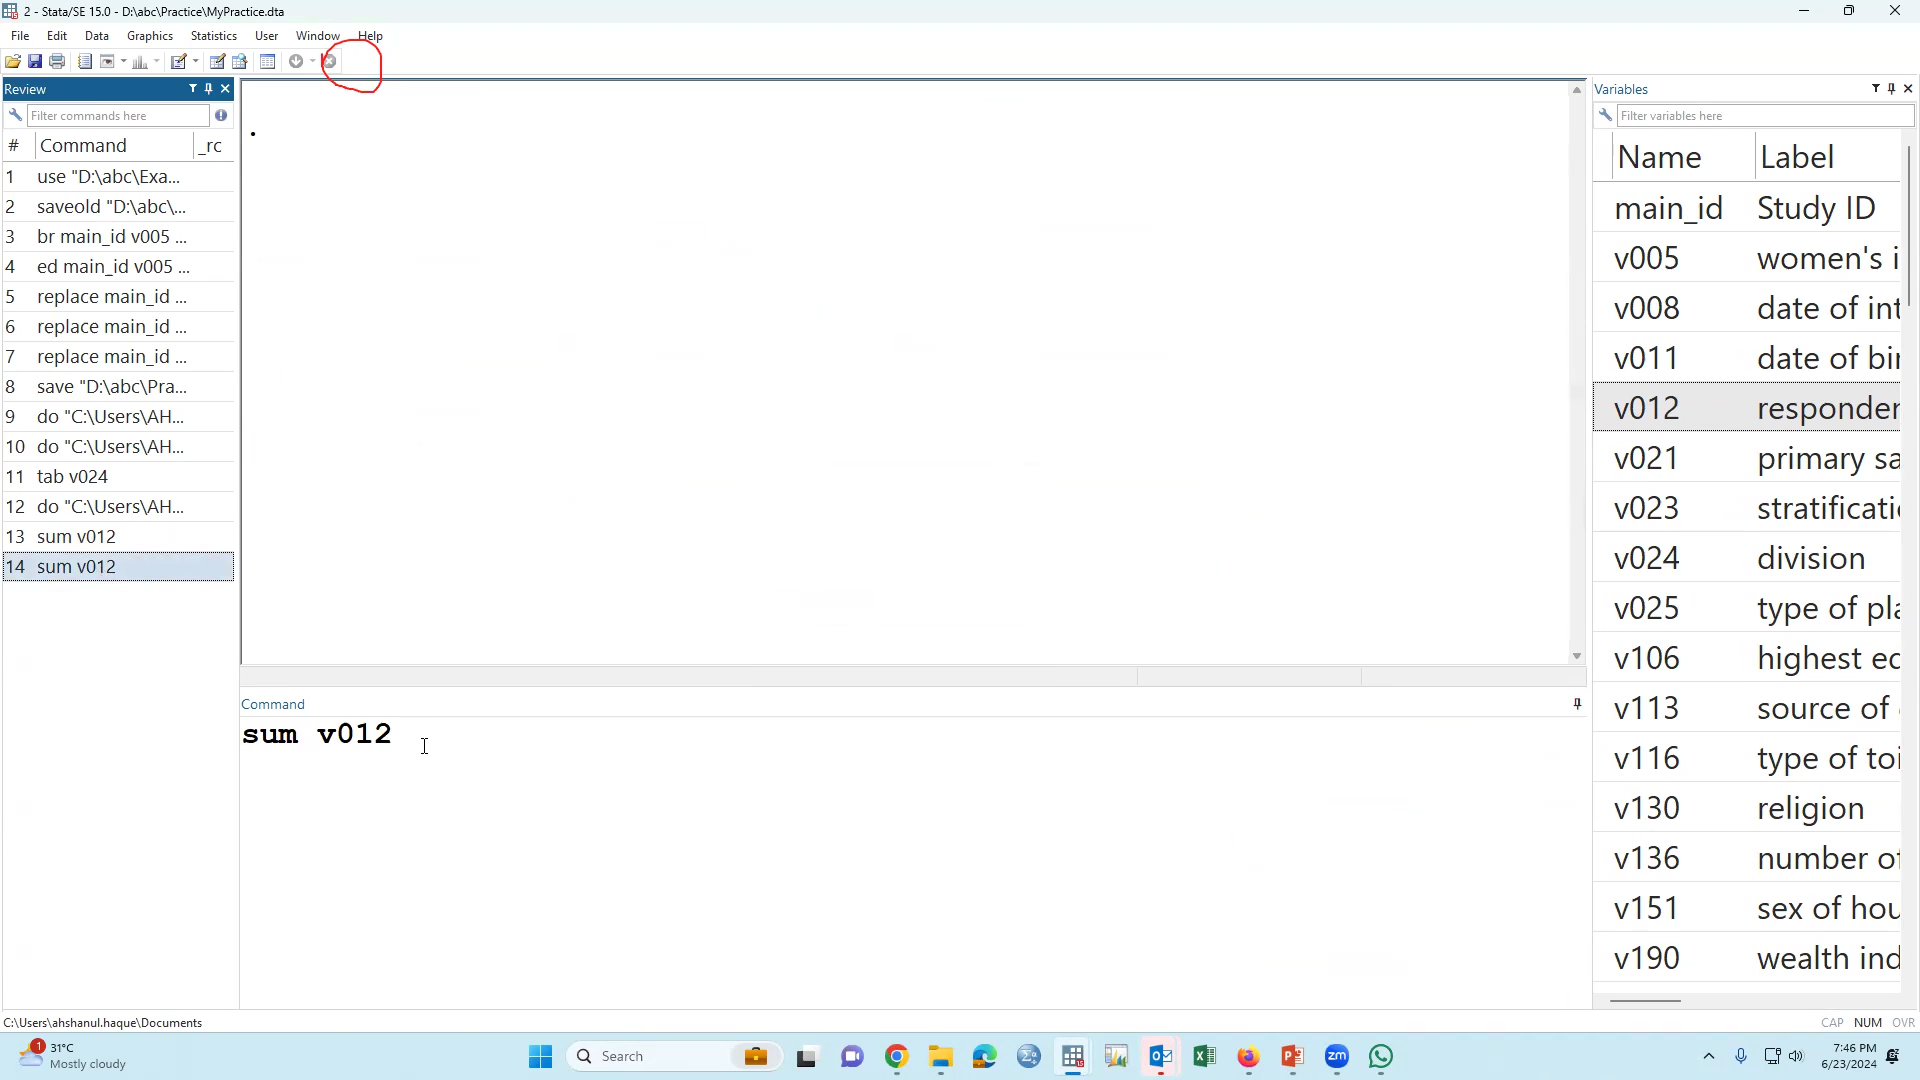 2 - Stata/SE 15.0 - D:\abc\Practice\MyPractice.dta
File Edit Data Graphics Statistics User Window Help
Review
Filter commands here
# Command _rc
1 use "D:\abc\Exa...
2 saveold "D:\abc\...
3 br main_id v005 ...
4 ed main_id v005 ...
5 replace main_id ...
6 replace main_id ...
7 replace main_id ...
8 save "D:\abc\Pra...
9 do "C:\Users\AH...
10 do "C:\Users\AH...
11 tab v024
12 do "C:\Users\AH...
13 sum v012
14 sum v012
.
Command
sum v012
Variables
Filter variables here
Name Label
main_id Study ID
v005 women's i
v008 date of int
v011 date of bir
v012 responder
v021 primary sa
v023 stratificatio
v024 division
v025 type of pla
v106 highest ed
v113 source of
v116 type of toi
v130 religion
v136 number of
v151 sex of hou
v190 wealth ind
C:\Users\ahshanul.haque\Documents
CAP NUM OVR
1
31°C
Mostly cloudy
Search
zm
7:46 PM
6/23/2024